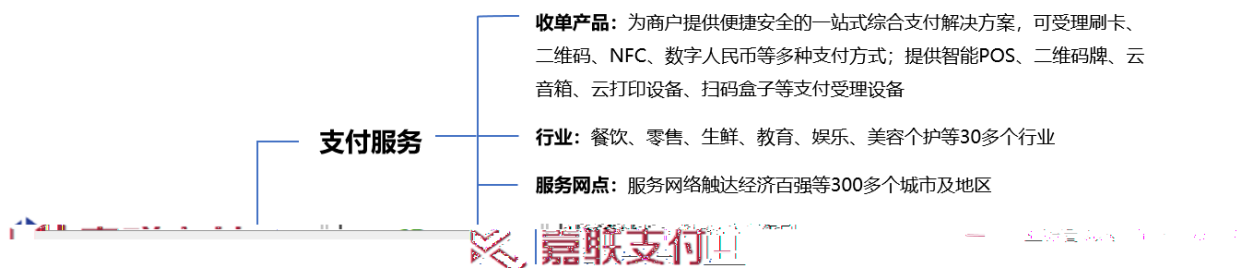 收单产品：为商户提供便捷安全的一站式综合支付解决方案，可受理刷卡、
二维码、NFC、数字人民币等多种支付方式；提供智能POS、二维码牌、云
音箱、云打印设备、扫码盒子等支付受理设备
支付服务
行业：餐饮、零售、生鲜、教育、娱乐、美容个护等30多个行业
服务网点：服务网络触达经济百强等300多个城市及地区
嘉联支付